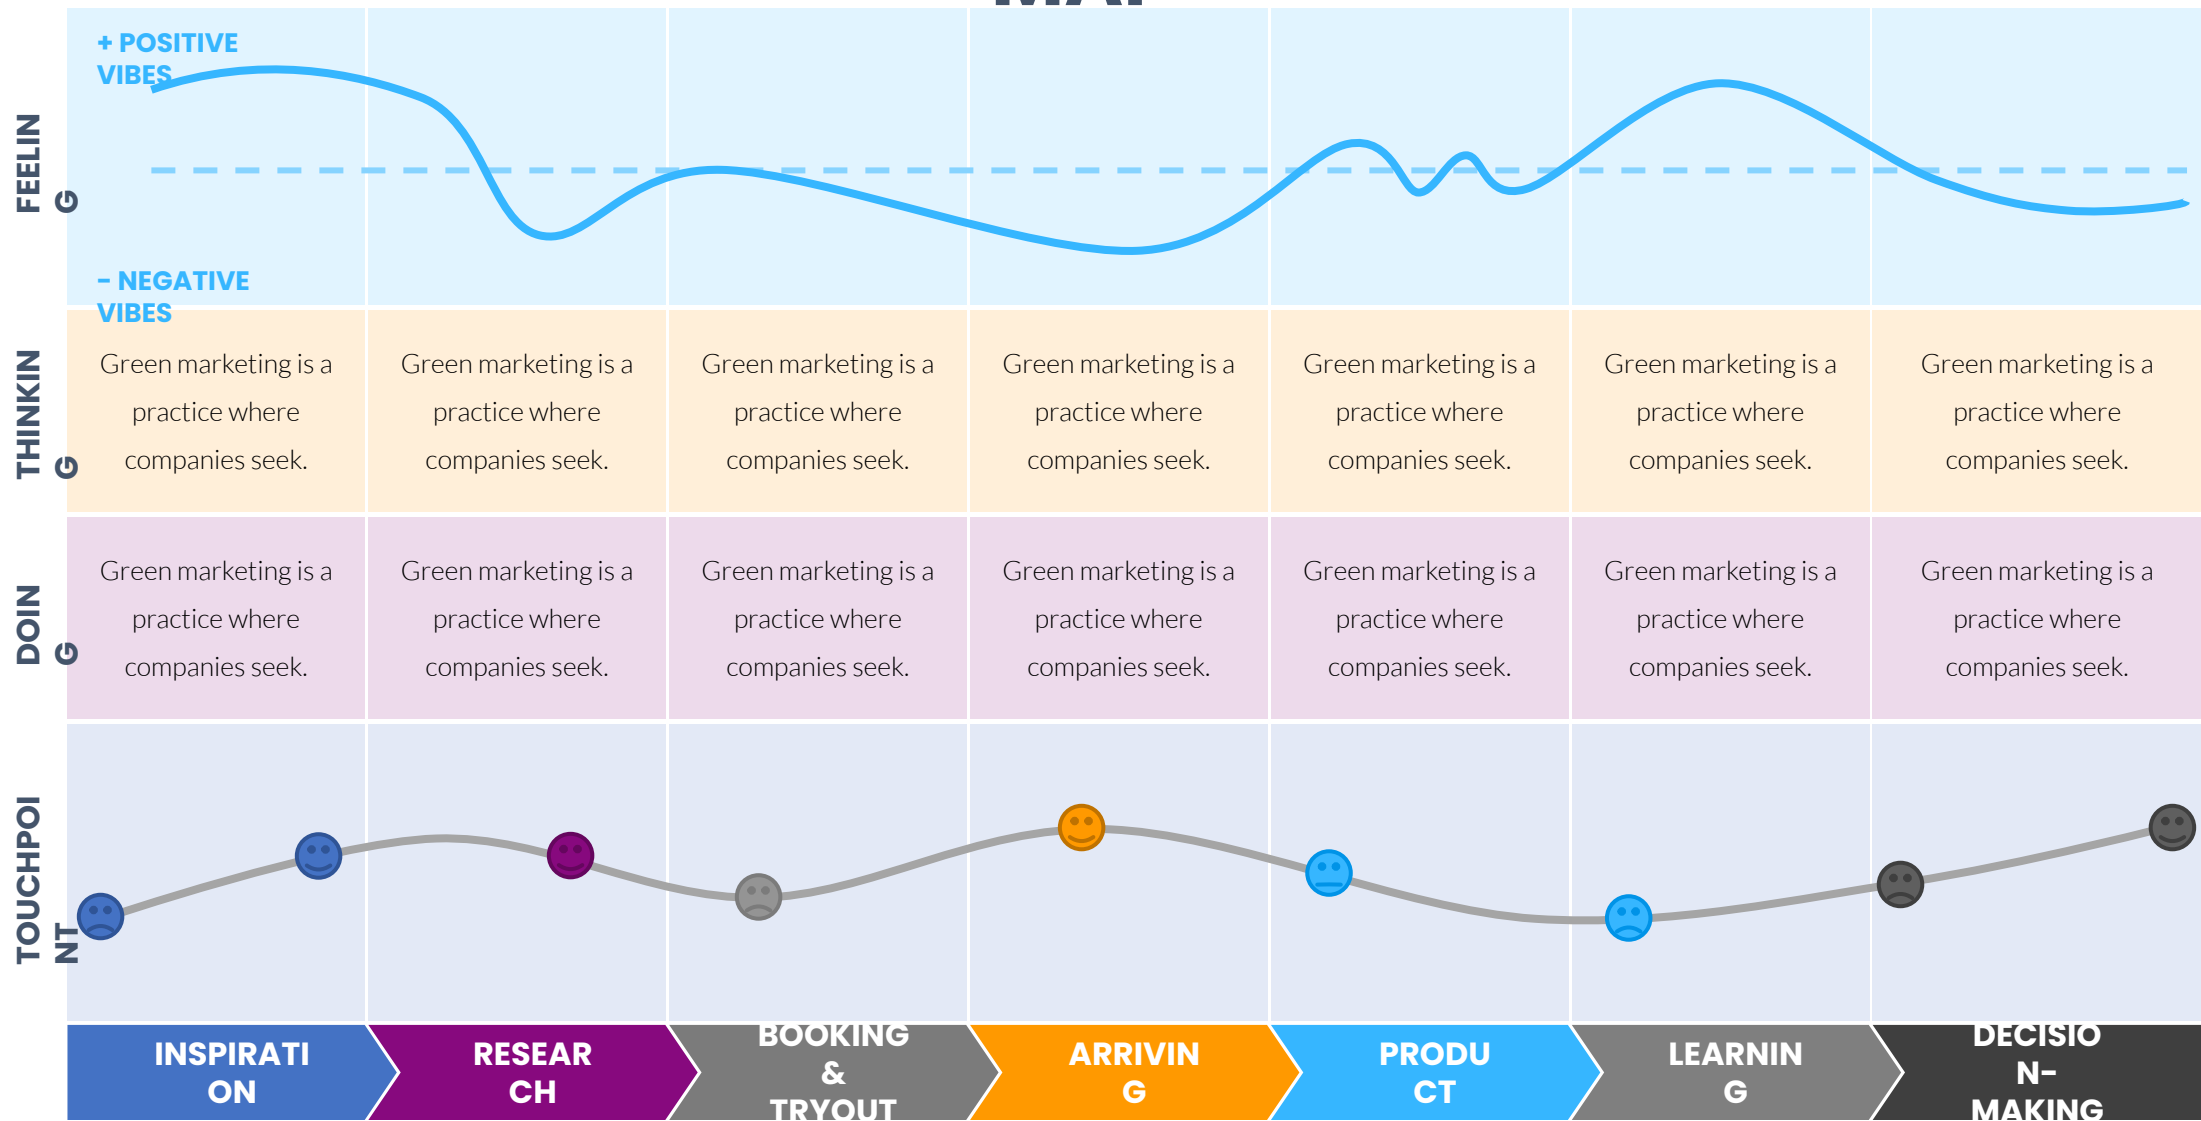 + POSITIVE
VIBES
FEELIN
G
- NEGATIVE
VIBES
THINKIN
G
Green marketing is a
practice where
companies seek.
Green marketing is a
practice where
companies seek.
Green marketing is a
practice where
companies seek.
Green marketing is a
practice where
companies seek.
Green marketing is a
practice where
companies seek.
Green marketing is a
practice where
companies seek.
Green marketing is a
practice where
companies seek.
DOIN
G
Green marketing is a
practice where
companies seek.
Green marketing is a
practice where
companies seek.
Green marketing is a
practice where
companies seek.
Green marketing is a
practice where
companies seek.
Green marketing is a
practice where
companies seek.
Green marketing is a
practice where
companies seek.
Green marketing is a
practice where
companies seek.
TOUCHPOI
NT
INSPIRATI
ON
RESEAR
CH
BOOKING
&
TRYOUT
ARRIVIN
G
PRODU
CT
LEARNIN
G
DECISIO
N-
MAKING